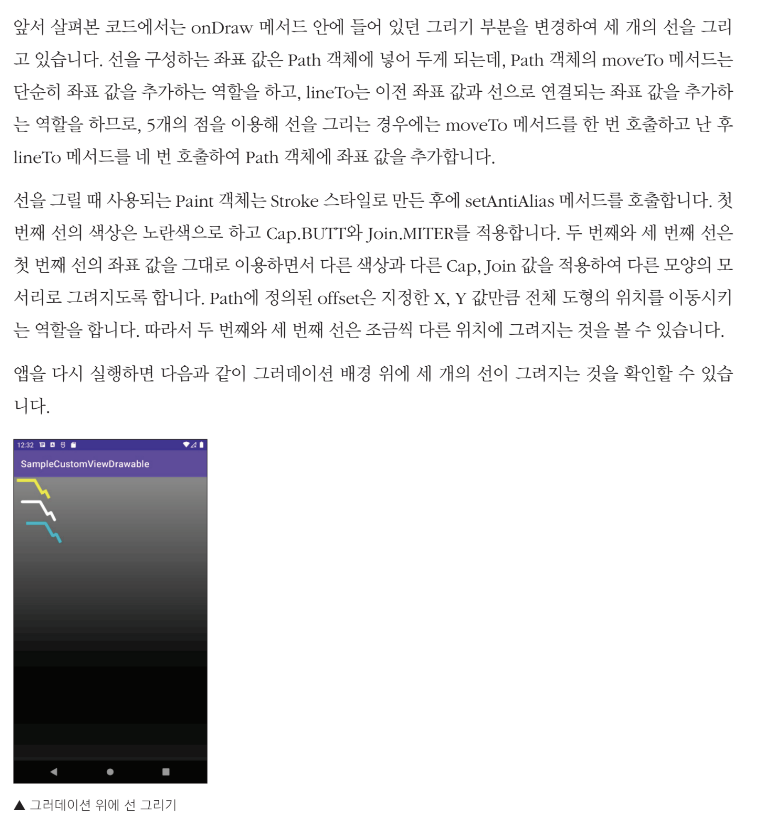 앞서 살펴본 코드에서는 onDraw 메서드 안에 들어 있던 그리기 부분을 변경하여 세 개의 선을 그리
고 있습니다. 선을 구성하는 좌표 값은 Path 객체에 넣어 두게 되는데, Path 객체의 moveTo 메서드는
단순히 좌표 값을 추가하는 역할을 하고, lineTo는 이전 좌표 값과 선으로 연결되는 좌표 값을 추가하
는 역할을 하므로, 5개의 점을 이용해 선을 그리는 경우에는 moveTo 메서드를 한 번 호출하고 난 후
lineTo 메서드를 네 번 호출하여 Path 객체에 좌표 값을 추가합니다.
선을 그릴 때 사용되는 Paint 객체는 Stroke 스타일로 만든 후에 setAntiAlias 메서드를 호출합니다. 첫
번째 선의 색상은 노란색으로 하고 Cap.BUTT와 Join.MITER를 적용합니다. 두 번째와 세 번째 선은
첫 번째 선의 좌표 값을 그대로 이용하면서 다른 색상과 다른 Cap, Join 값을 적용하여 다른 모양의 모
서리로 그려지도록 합니다. Path에 정의된 offset은 지정한 X, Y 값만큼 전체 도형의 위치를 이동시키
는 역할을 합니다. 따라서 두 번째와 세 번째 선은 조금씩 다른 위치에 그려지는 것을 볼 수 있습니다.
앱을 다시 실행하면 다음과 같이 그러데이션 배경 위에 세 개의 선이 그려지는 것을 확인할 수 있습
니다.
12:32
SampleCustomViewDrawable
▲ 그러데이션 위에 선 그리기